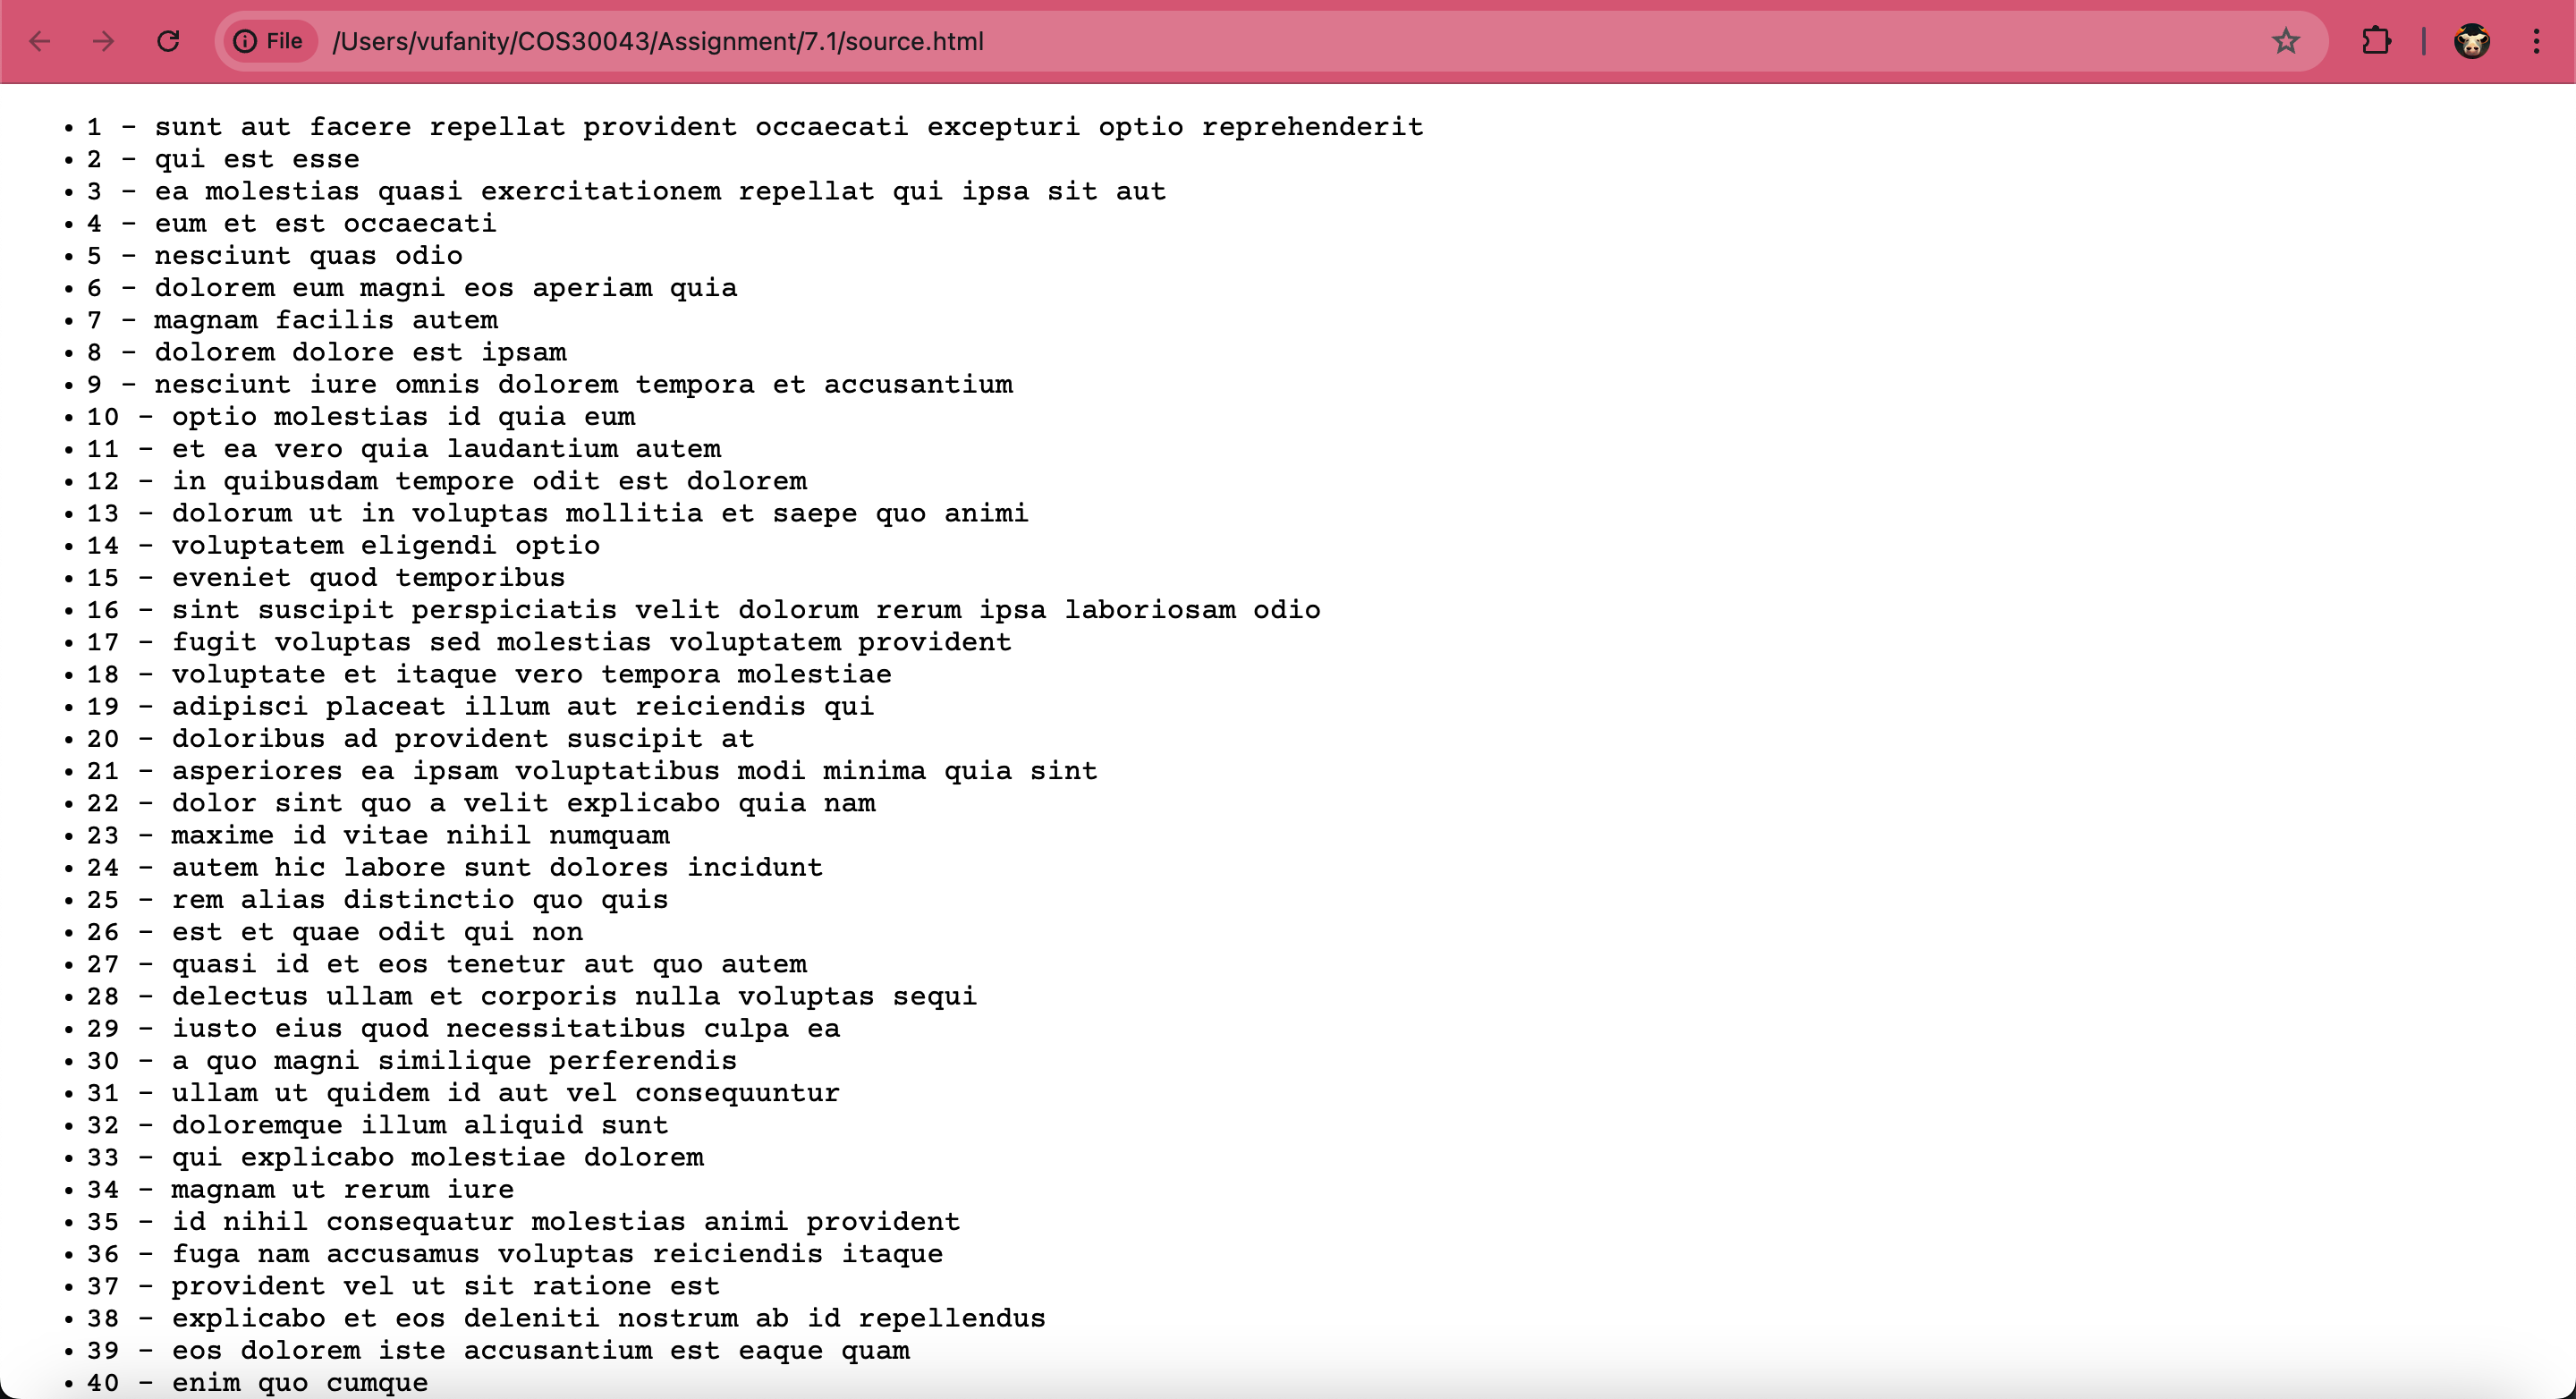 File /Users/vufanity/COS30043/Assignment/7.1/source.html
• 1 - sunt aut facere repellat provident occaecati excepturi optio reprehenderit
• 2 - qui est esse
• 3 - ea molestias quasi exercitationem repellat qui ipsa sit aut
• 4 - eum et est occaecati
• 5 - nesciunt quas odio
• 6 - dolorem eum magni eos aperiam quia
• 7 - magnam facilis autem
• 8 - dolorem dolore est ipsam
• 9 - nesciunt iure omnis dolorem tempora et accusantium
• 10 - optio molestias id quia eum
• 11 - et ea vero quia laudantium autem
• 12 - in quibusdam tempore odit est dolorem
• 13 - dolorum ut in voluptas mollitia et saepe quo animi
• 14 - voluptatem eligendi optio
• 15 - eveniet quod temporibus
• 16 - sint suscipit perspiciatis velit dolorum rerum ipsa laboriosam odio
• 17 - fugit voluptas sed molestias voluptatem provident
• 18 - voluptate et itaque vero tempora molestiae
• 19 - adipisci placeat illum aut reiciendis qui
• 20 - doloribus ad provident suscipit at
• 21 - asperiores ea ipsam voluptatibus modi minima quia sint
• 22 - dolor sint quo a velit explicabo quia nam
• 23 - maxime id vitae nihil numquam
• 24 - autem hic labore sunt dolores incidunt
• 25 - rem alias distinctio quo quis
• 26 - est et quae odit qui non
• 27 - quasi id et eos tenetur aut quo autem
• 28 - delectus ullam et corporis nulla voluptas sequi
• 29 - iusto eius quod necessitatibus culpa ea
• 30 - a quo magni similique perferendis
• 31 - ullam ut quidem id aut vel consequuntur
• 32 - doloremque illum aliquid sunt
• 33 - qui explicabo molestiae dolorem
• 34 - magnam ut rerum iure
• 35 - id nihil consequatur molestias animi provident
• 36 - fuga nam accusamus voluptas reiciendis itaque
• 37 - provident vel ut sit ratione est
• 38 - explicabo et eos deleniti nostrum ab id repellendus
• 39 - eos dolorem iste accusantium est eaque quam
• 40 - enim quo cumque